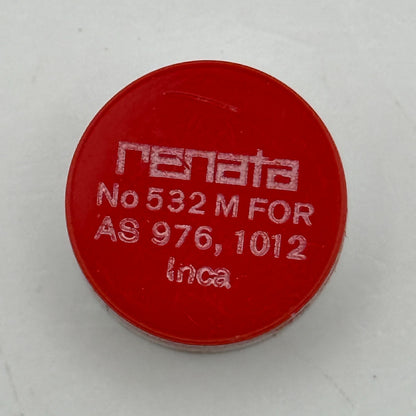 renata
No 532 M FOR
AS 976, 1012
Inca